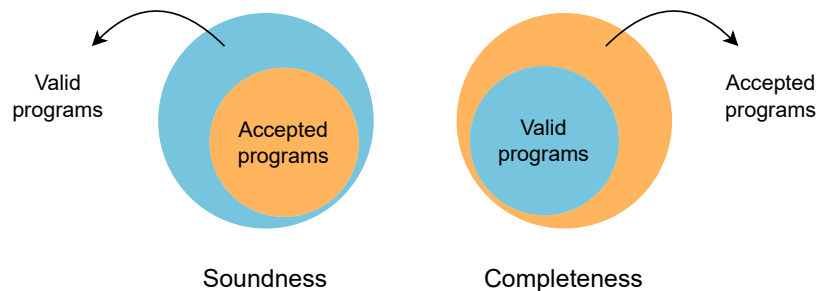 Valid
programs
Accepted
programs
Soundness
Valid
programs
Accepted
programs
Completeness